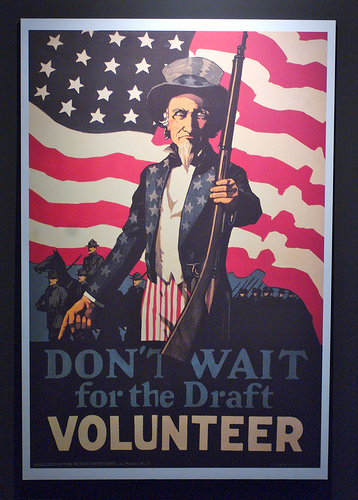 DON'T WAIT
for the Draft
VOLUNTEER